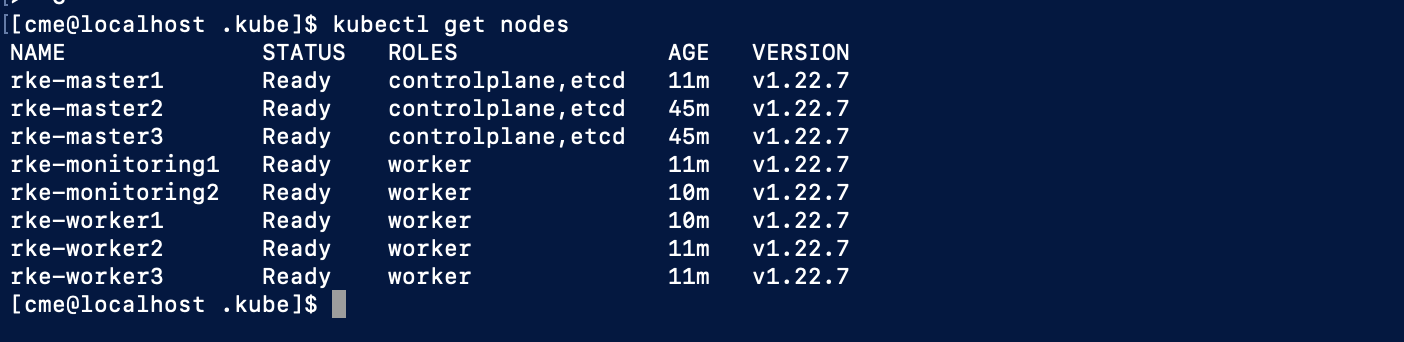 [[cme@localhost .kube]$ kubectl get nodes
NAME STATUS ROLES AGE VERSION
rke-master1 Ready controlplane,etcd 11m v1.22.7
rke-master2 Ready controlplane,etcd 45m v1.22.7
rke-master3 Ready controlplane,etcd 45m v1.22.7
rke-monitoring1 Ready worker 11m v1.22.7
rke-monitoring2 Ready worker 10m v1.22.7
rke-worker1 Ready worker 10m v1.22.7
rke-worker2 Ready worker 11m v1.22.7
rke-worker3 Ready worker 11m v1.22.7
[cme@localhost .kube]$